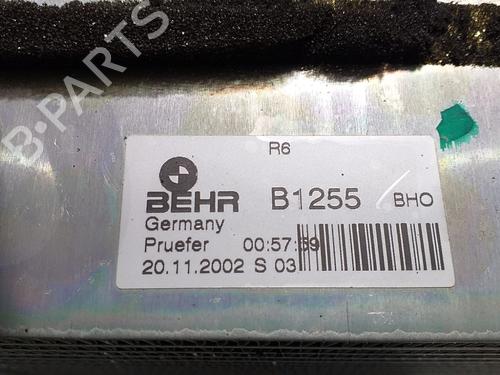 B-PARTS
R6
BEHR B1255 BHO
Germany
Pruefer 00:57:59
20.11.2002 S 03